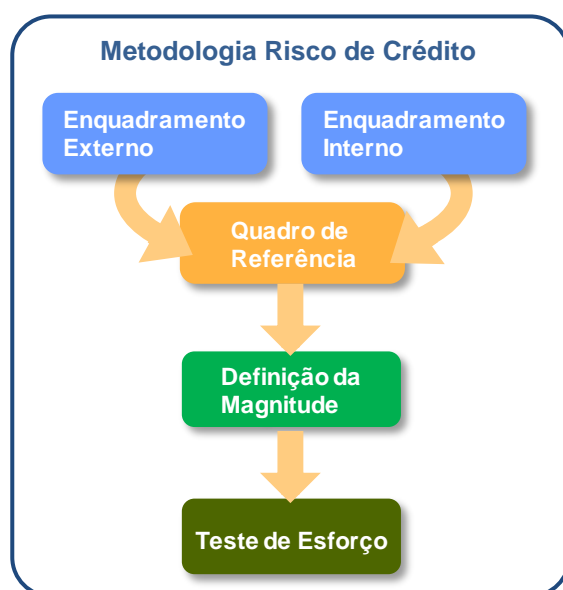 Metodologia Risco de Crédito
Enquadramento
Externo
Enquadramento
Interno
Quadro de
Referência
Definição da
Magnitude
Teste de Esforço